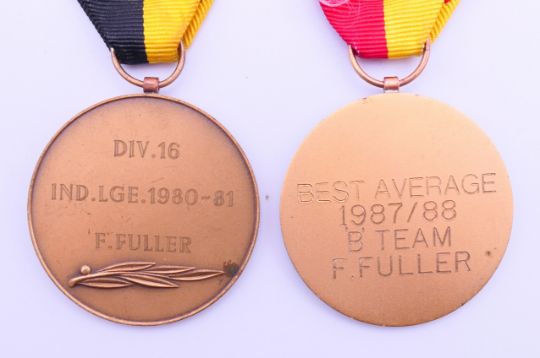 DIV.16
IND.LGE.1980-81
F.FULLER
BEST AVERAGE
1987/88
'B' TEAM
F.FULLER